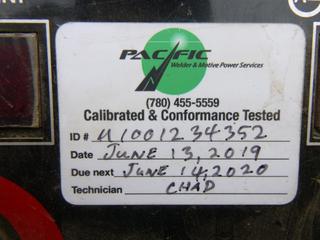 PACIFIC
Welder & Motive Power Services
(780) 455-5559
Calibrated & Conformance Tested
ID # U1001234352
Date JUNE 13, 2019
Due next JUNE 14, 2020
Technician CHAD